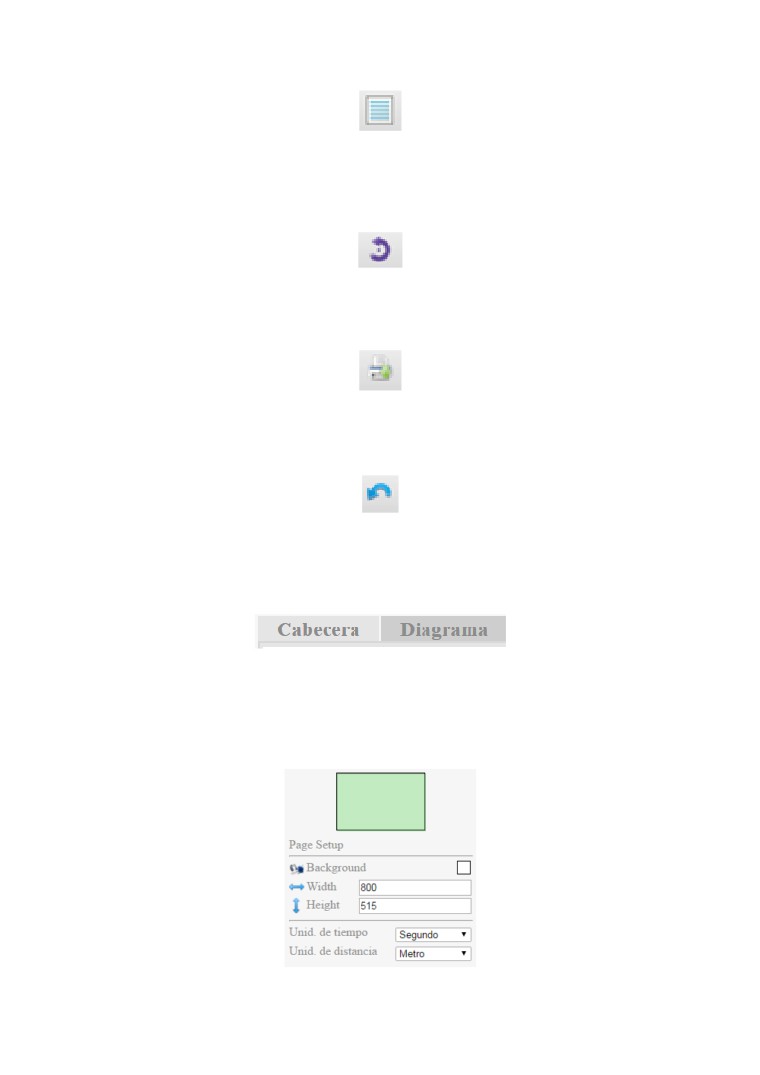 Cabecera Diagrama
Page Setup
Background
Width 800
Height 515
Unid. de tiempo Segundo
Unid. de distancia Metro